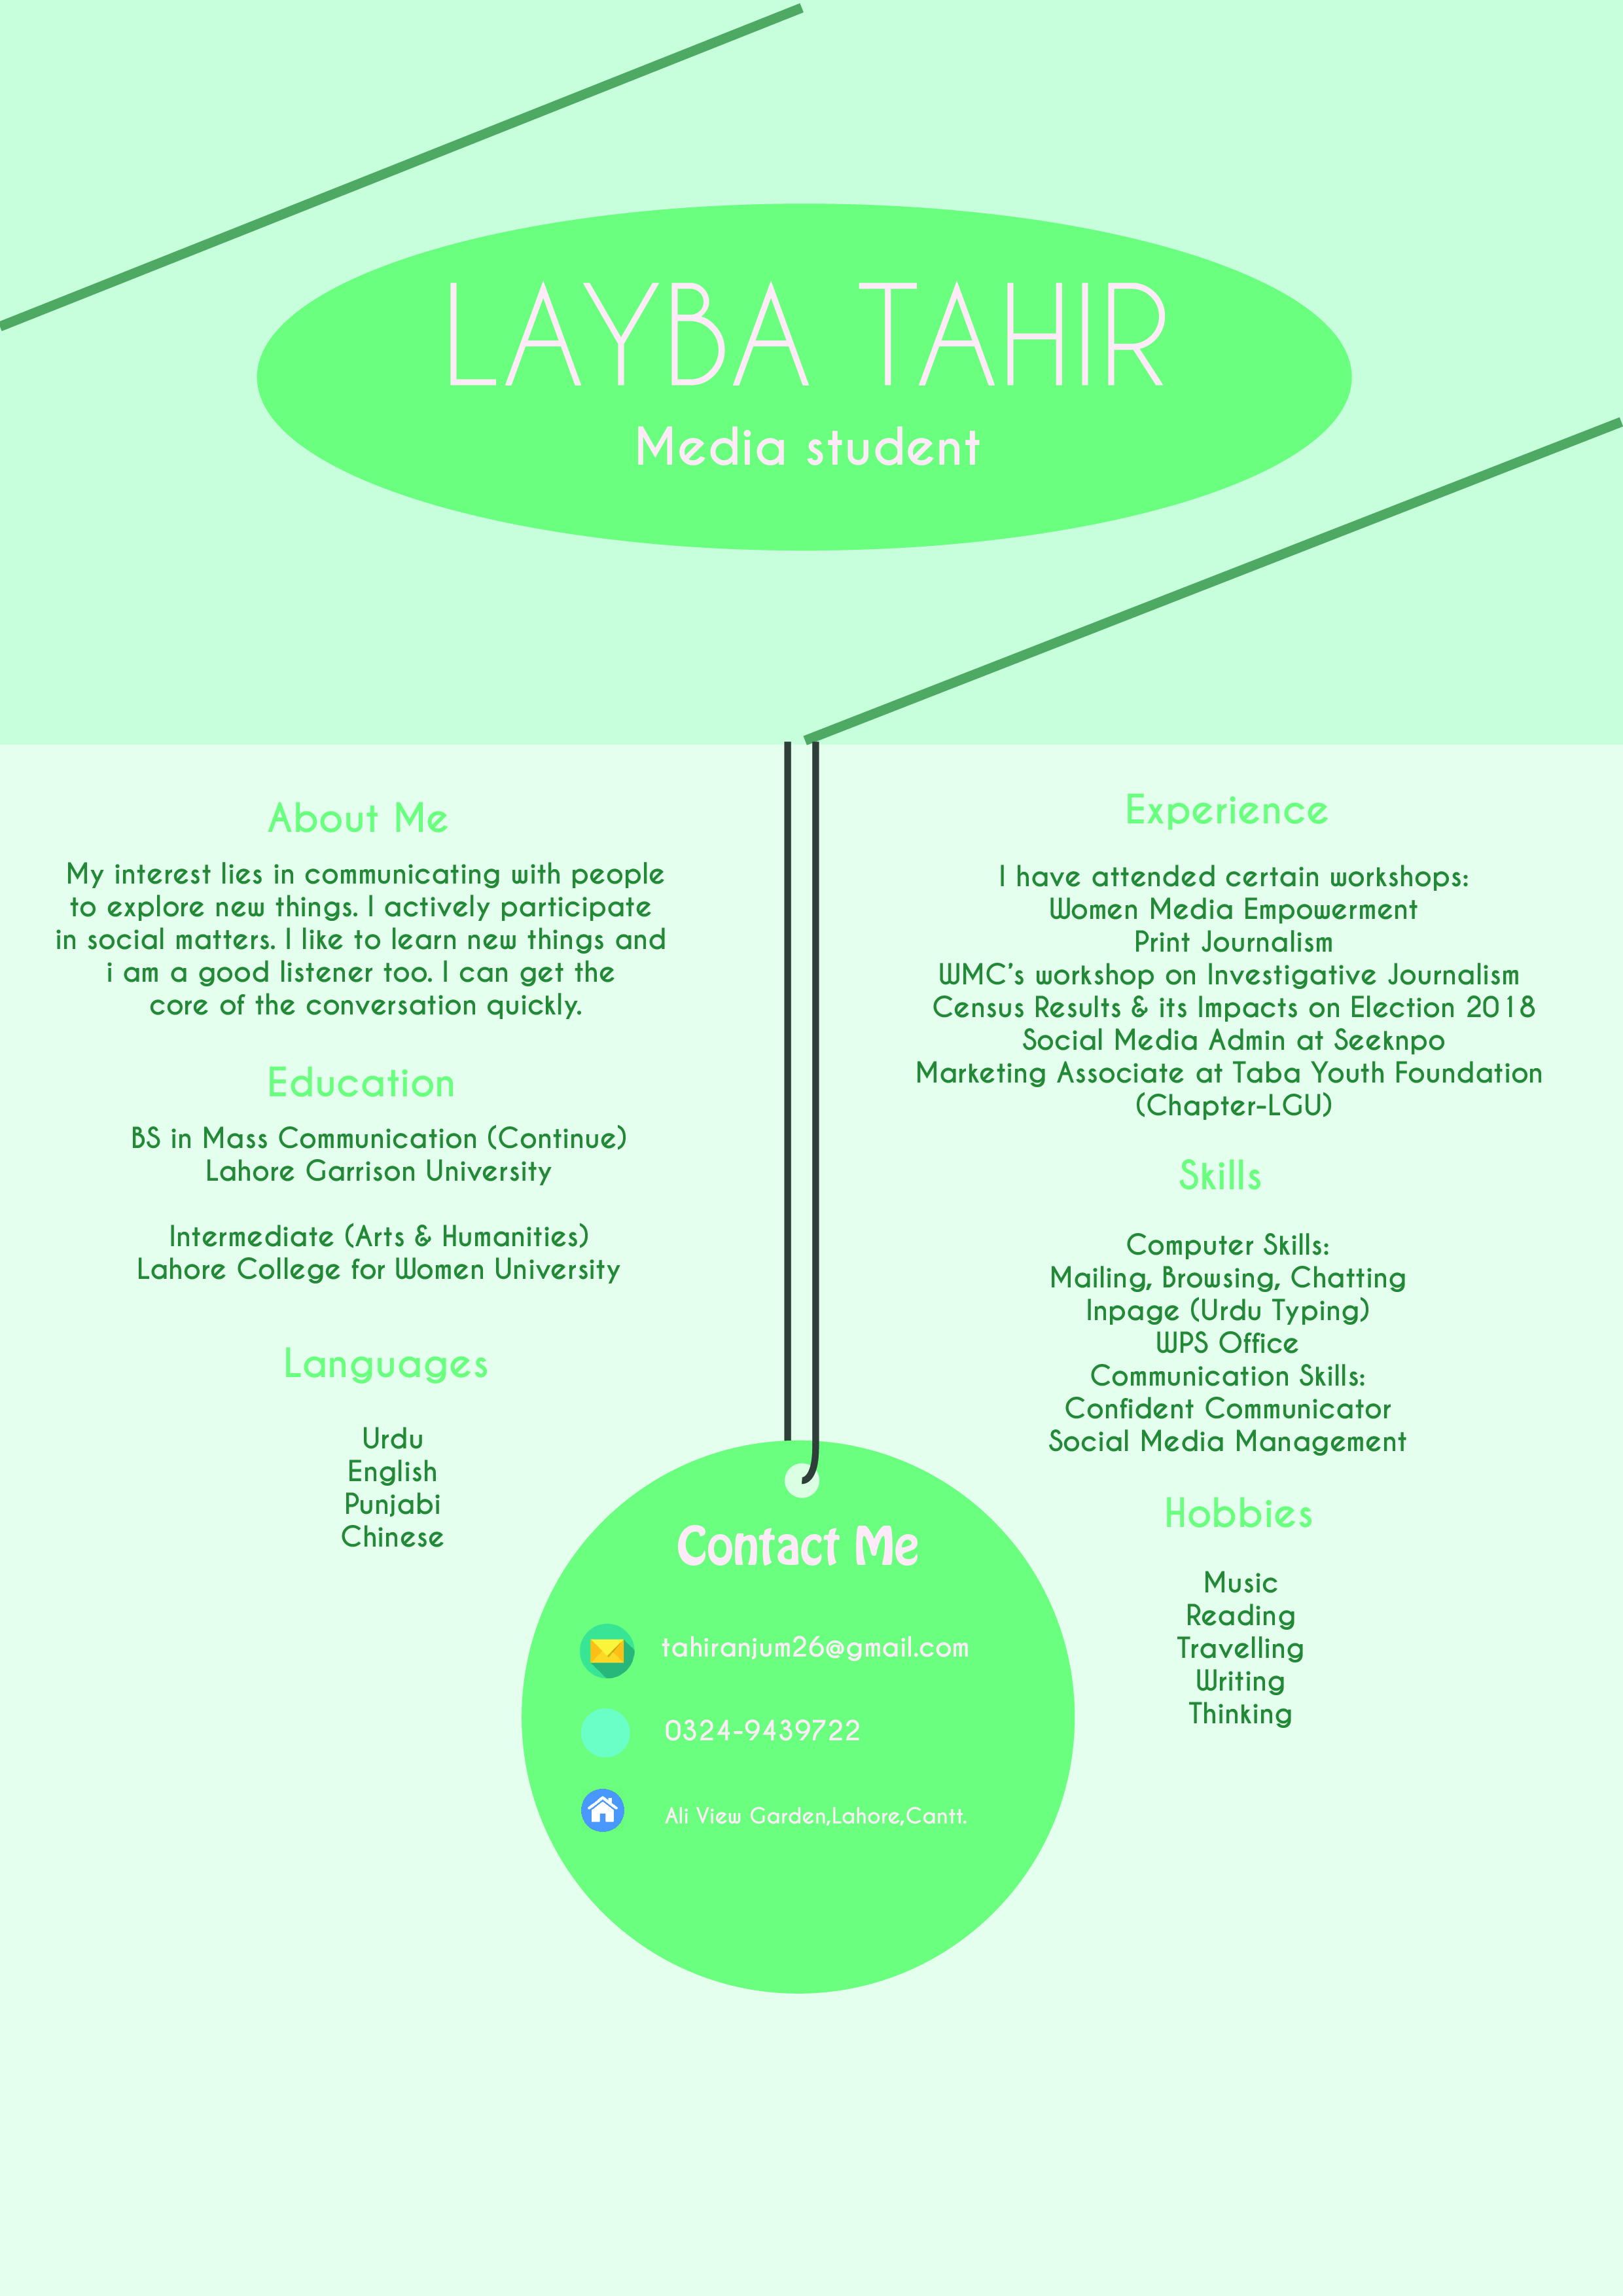 LAYBA TAHIR
Media student
About Me
My interest lies in communicating with people
to explore new things. I actively participate
in social matters. I like to learn new things and
i am a good listener too. I can get the
core of the conversation quickly.
Education
BS in Mass Communication (Continue)
Lahore Garrison University
Intermediate (Arts & Humanities)
Lahore College for Women University
Languages
Urdu
English
Punjabi
Chinese
Experience
I have attended certain workshops:
Women Media Empowerment
Print Journalism
WMC's workshop on Investigative Journalism
Census Results & its Impacts on Election 2018
Social Media Admin at Seeknpo
Marketing Associate at Taba Youth Foundation
(Chapter-LGU)
Skills
Computer Skills:
Mailing, Browsing, Chatting
Inpage (Urdu Typing)
WPS Office
Communication Skills:
Confident Communicator
Social Media Management
Hobbies
Music
Reading
Travelling
Writing
Thinking
Contact Me
tahiranjum26@gmail.com
0324-9439722
Ali View Garden,Lahore,Cantt.